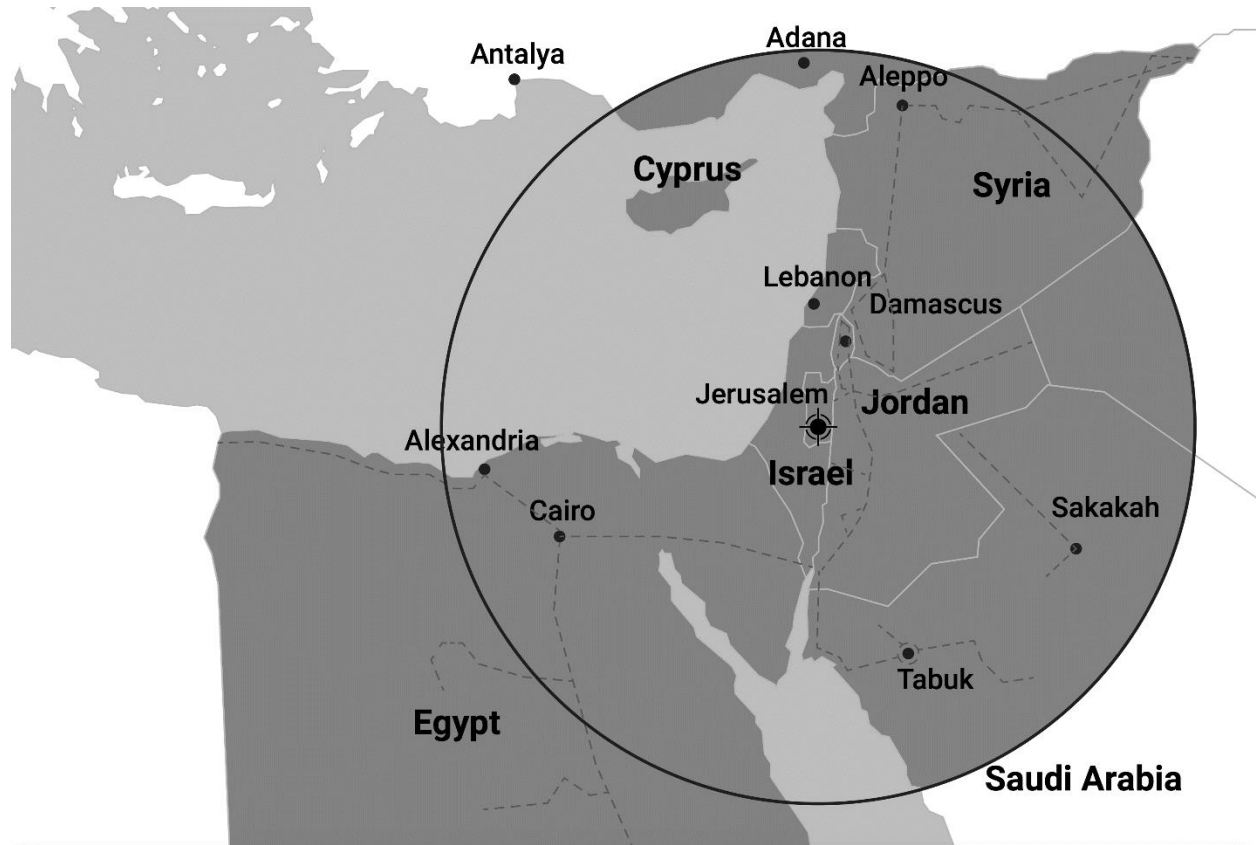 Adana
Antalya
Aleppo
Cyprus
Syria
Lebanon
Damascus
Jerusalem
Jordan
Alexandria
Israel
Cairo
Sakakah
Tabuk
Egypt
Saudi Arabia